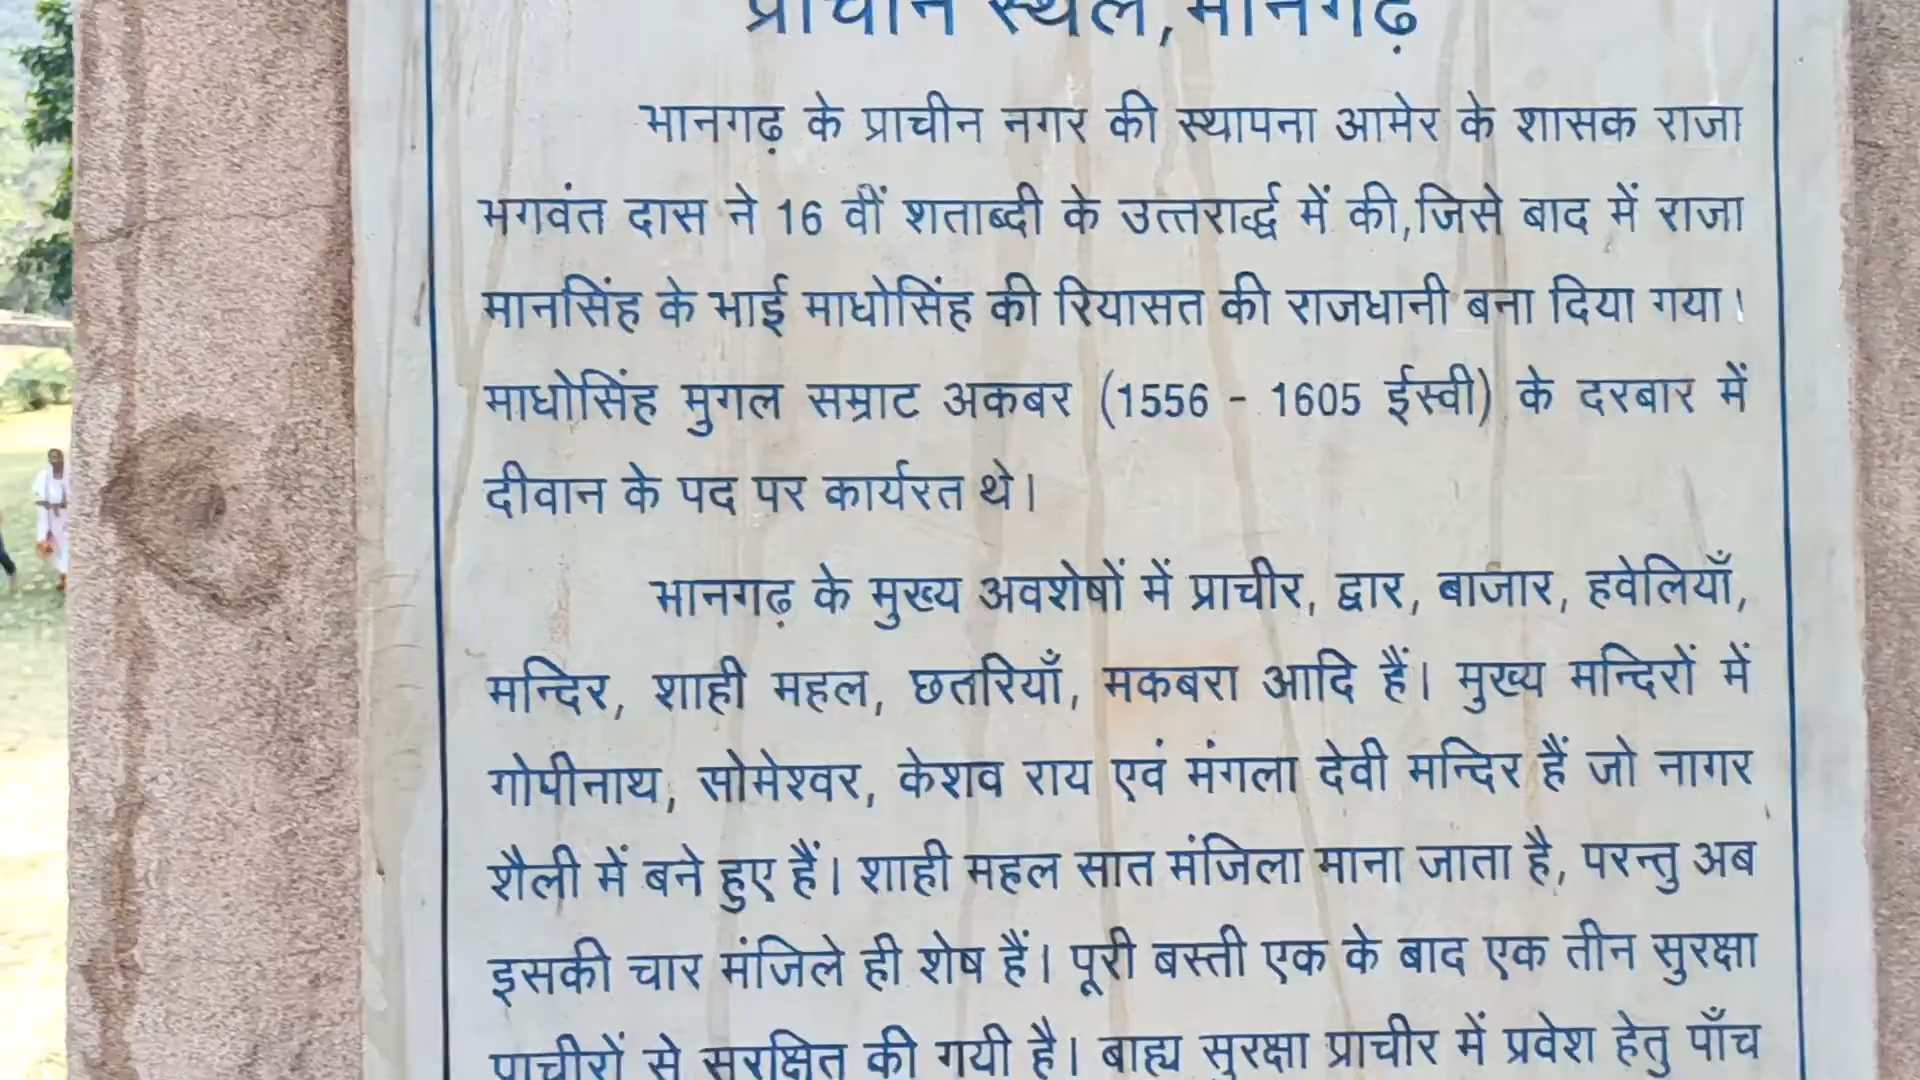 प्राचीन स्थल, भानगढ़
भानगढ़ के प्राचीन नगर की स्थापना आमेर के शासक राजा
भगवंत दास ने 16 वीं शताब्दी के उत्तरार्द्ध में की, जिसे बाद में राजा
मानसिंह के भाई माधोसिंह की रियासत की राजधानी बना दिया गया।
माधोसिंह मुगल सम्राट अकबर (1556 - 1605 ईस्वी) के दरबार में
दीवान के पद पर कार्यरत थे।
भानगढ़ के मुख्य अवशेषों में प्राचीर, द्वार, बाजार, हवेलियाँ,
मन्दिर, शाही महल, छतरियाँ, मकबरा आदि हैं। मुख्य मन्दिरों में
गोपीनाथ, सोमेश्वर, केशव राय एवं मंगला देवी मन्दिर हैं जो नागर
शैली में बने हुए हैं। शाही महल सात मंजिला माना जाता है, परन्तु अब
इसकी चार मंजिले ही शेष हैं। पूरी बस्ती एक के बाद एक तीन सुरक्षा
प्राचीरों से सुरक्षित की गयी है। बाह्य सुरक्षा प्राचीर में प्रवेश हेतु पाँच